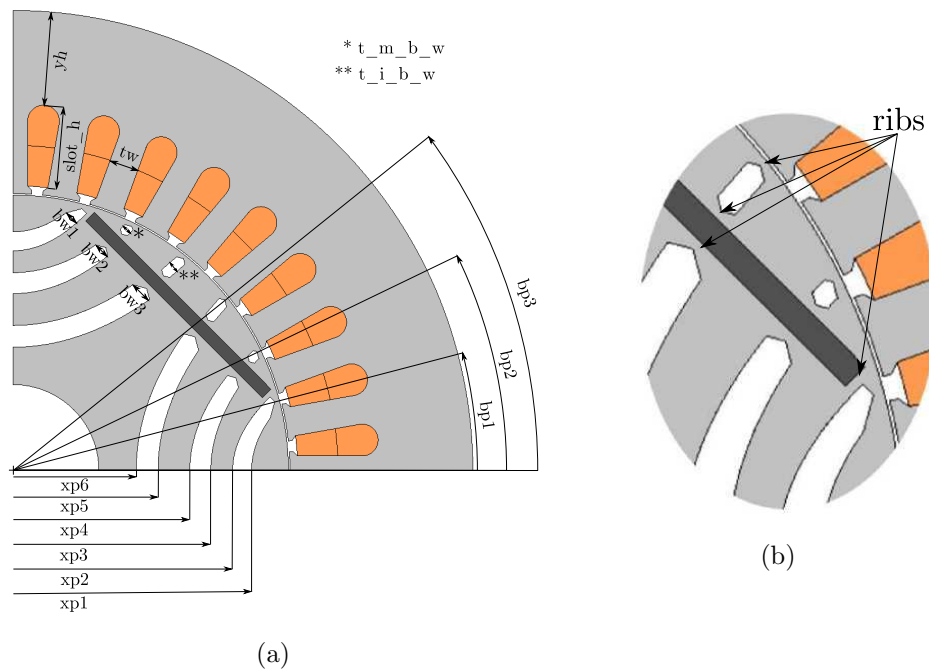 * t_m_b_w
** t_i_b_w
yh
slot_h
tw
bw1
*
bw2
**
bw3
bp3
bp2
bp1
xp6
xp5
xp4
xp3
xp2
xp1
(a)
ribs
(b)